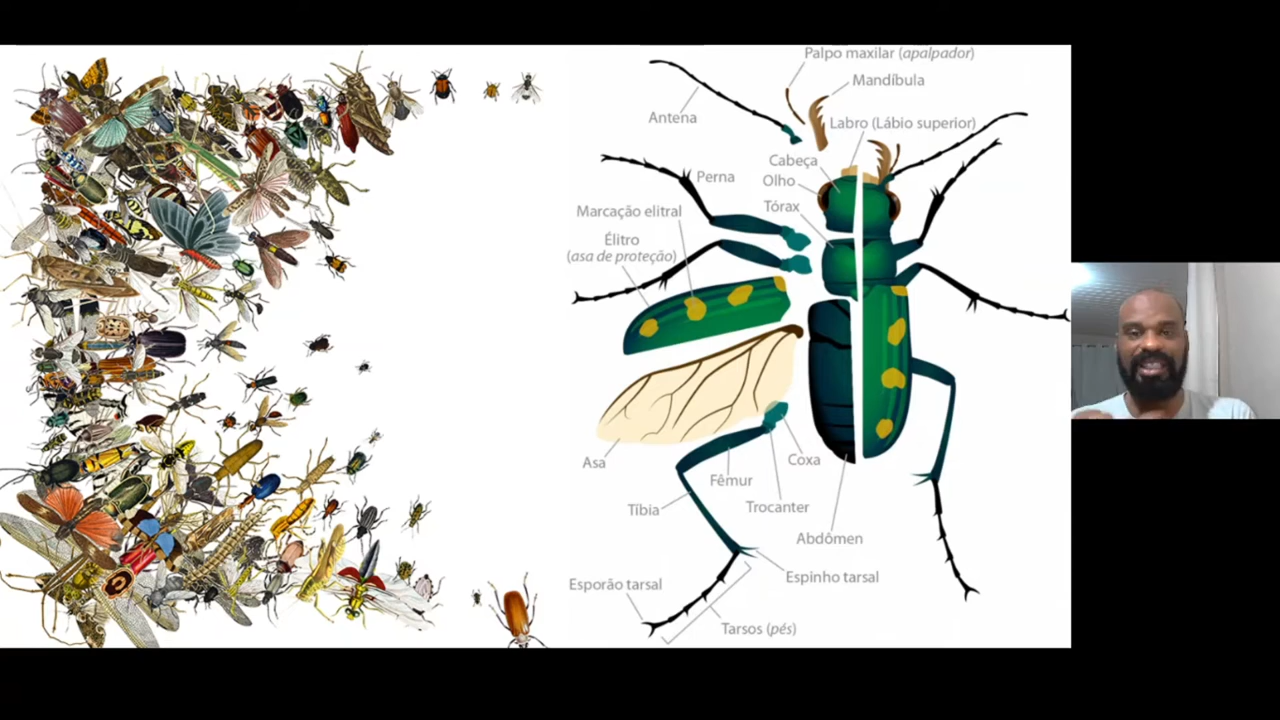 Palpo maxilar (apalpador)
Mandíbula
Antena
Labro (Lábio superior)
Cabeça
Perna
Olho
Tórax
Marcação elitral
Élitro
(asa de proteção)
Asa
Coxa
Fêmur
Tíbia
Trocanter
Abdômen
Espinho tarsal
Esporão tarsal
Tarsos (pés)